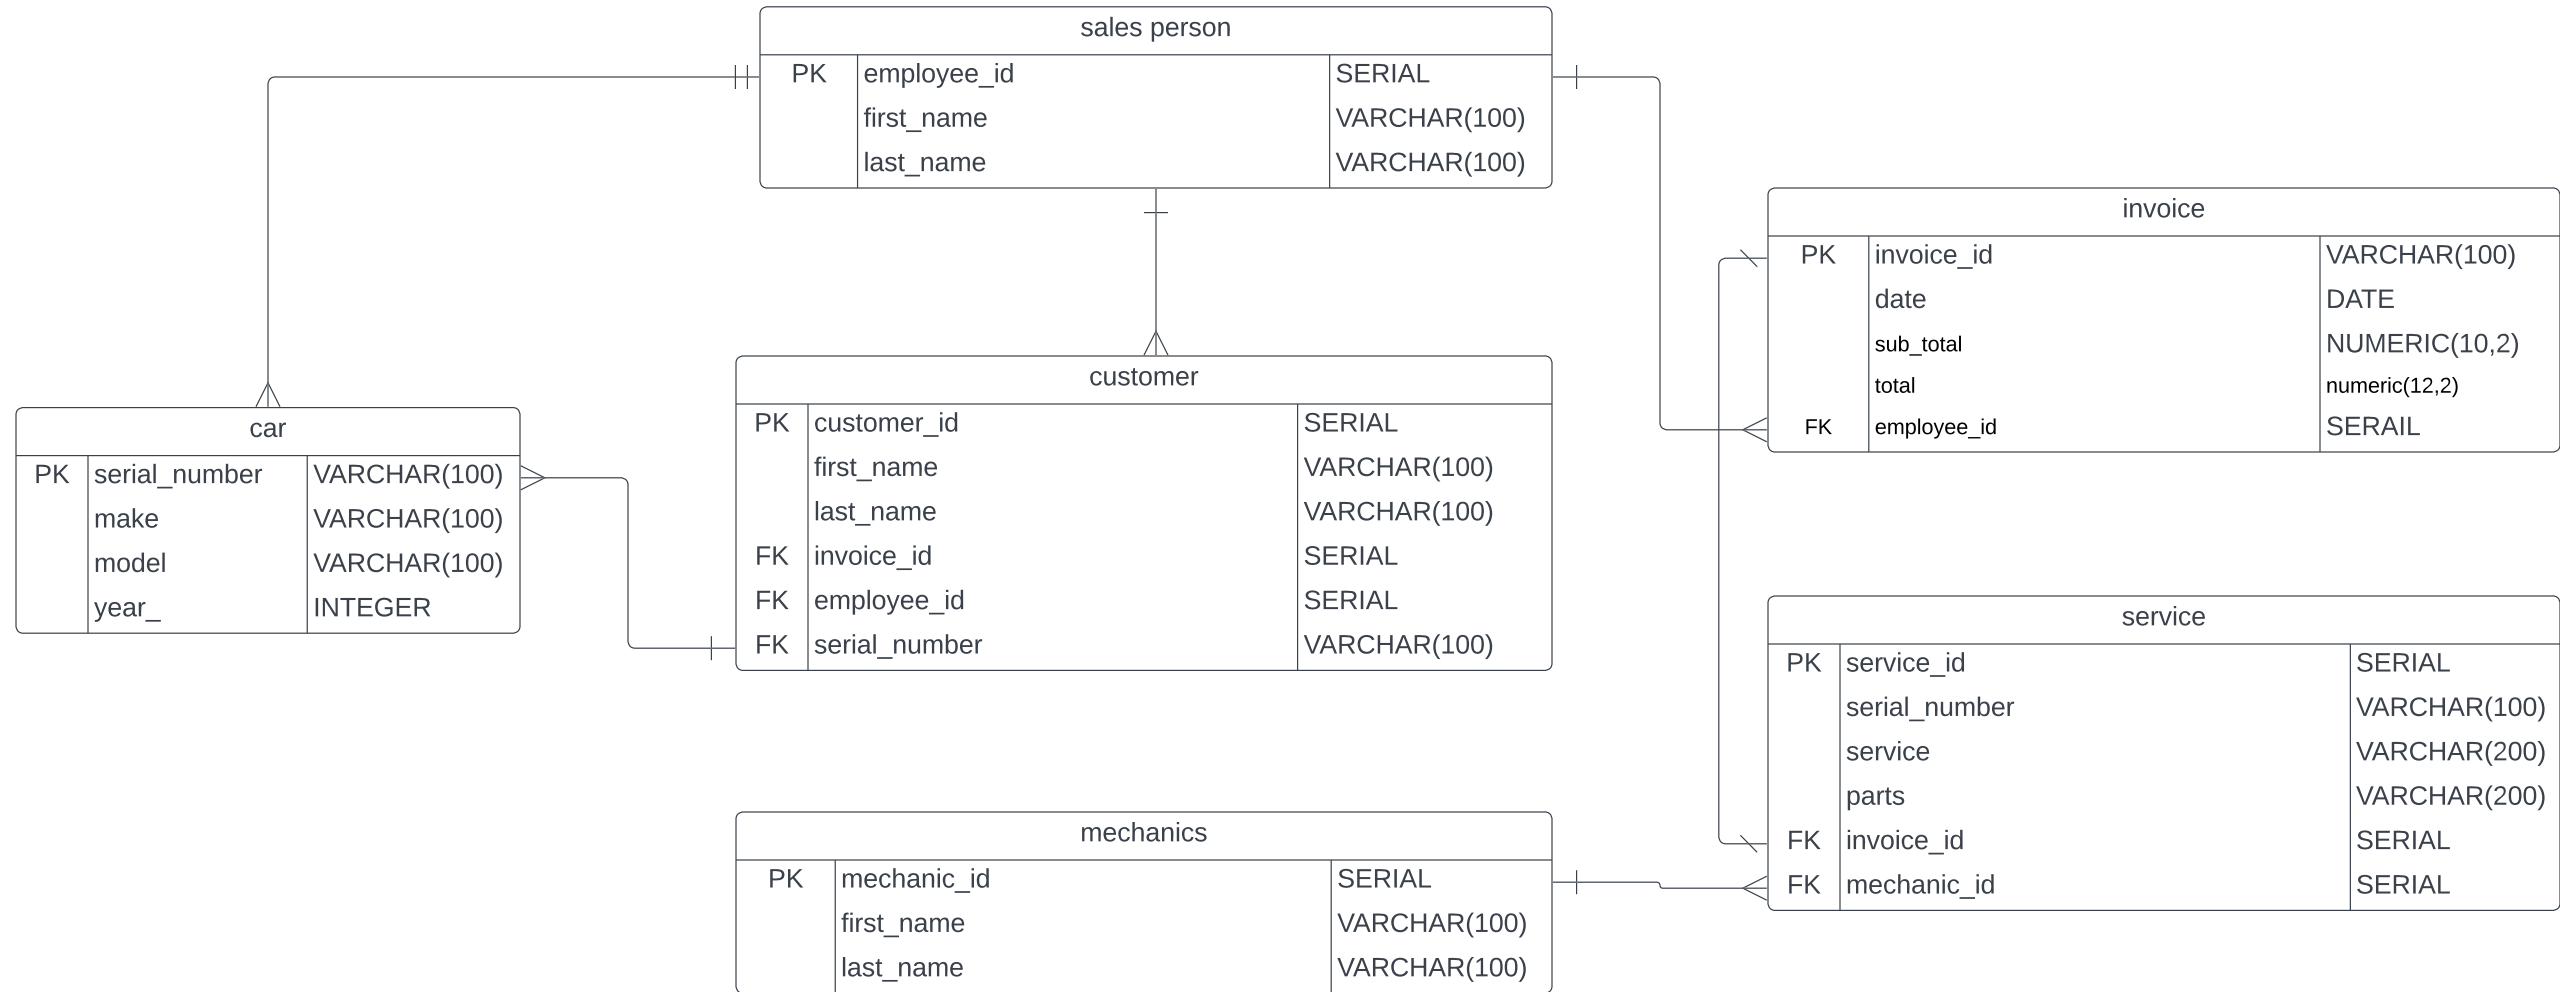 sales person
PK employee_id SERIAL
first_name VARCHAR(100)
last_name VARCHAR(100)
invoice
PK invoice_id VARCHAR(100)
date DATE
sub_total NUMERIC(10,2)
total numeric(12,2)
FK employee_id SERAIL
customer
PK customer_id SERIAL
first_name VARCHAR(100)
last_name VARCHAR(100)
FK invoice_id SERIAL
FK employee_id SERIAL
FK serial_number VARCHAR(100)
car
PK serial_number VARCHAR(100)
make VARCHAR(100)
model VARCHAR(100)
year_ INTEGER
service
PK service_id SERIAL
serial_number VARCHAR(100)
service VARCHAR(200)
parts VARCHAR(200)
FK invoice_id SERIAL
FK mechanic_id SERIAL
mechanics
PK mechanic_id SERIAL
first_name VARCHAR(100)
last_name VARCHAR(100)